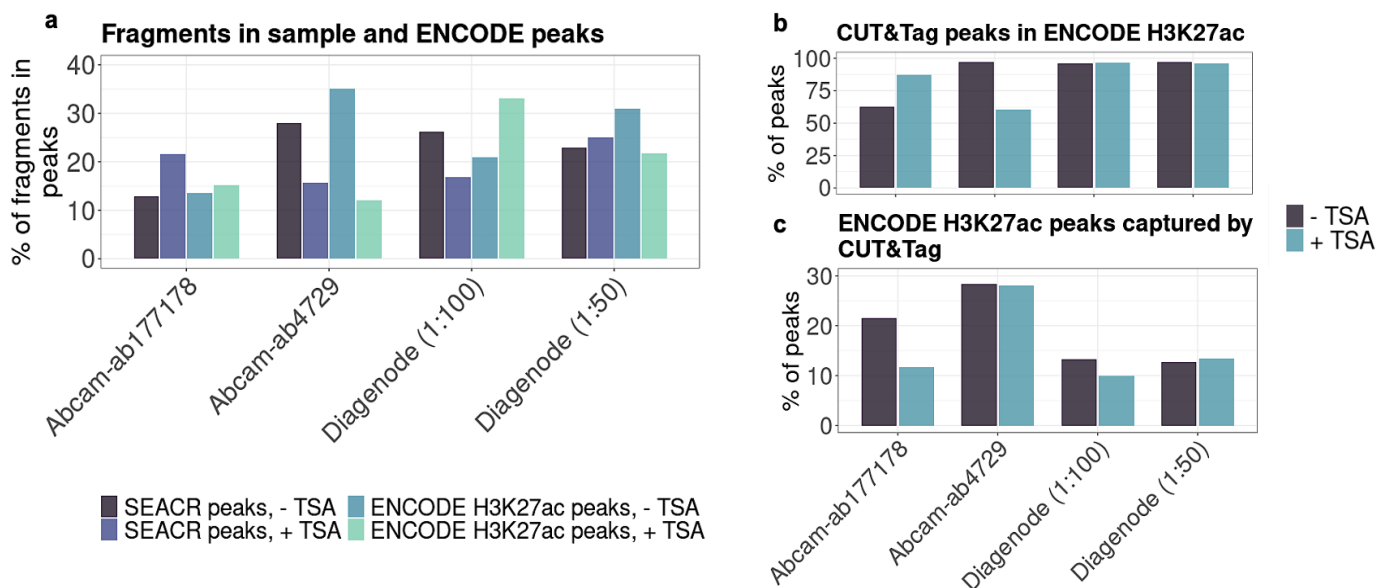 a
Fragments in sample and ENCODE peaks
% of fragments in
peaks
40
30
20
10
0
Abcam-ab177178
Abcam-ab4729
Diagenode (1:100)
Diagenode (1:50)
SEACR peaks, - TSA
ENCODE H3K27ac peaks, - TSA
SEACR peaks, + TSA
ENCODE H3K27ac peaks, + TSA
b
CUT&Tag peaks in ENCODE H3K27ac
% of peaks
100
75
50
25
0
c
ENCODE H3K27ac peaks captured by
CUT&Tag
% of peaks
30
20
10
0
Abcam-ab177178
Abcam-ab4729
Diagenode (1:100)
Diagenode (1:50)
- TSA
+ TSA